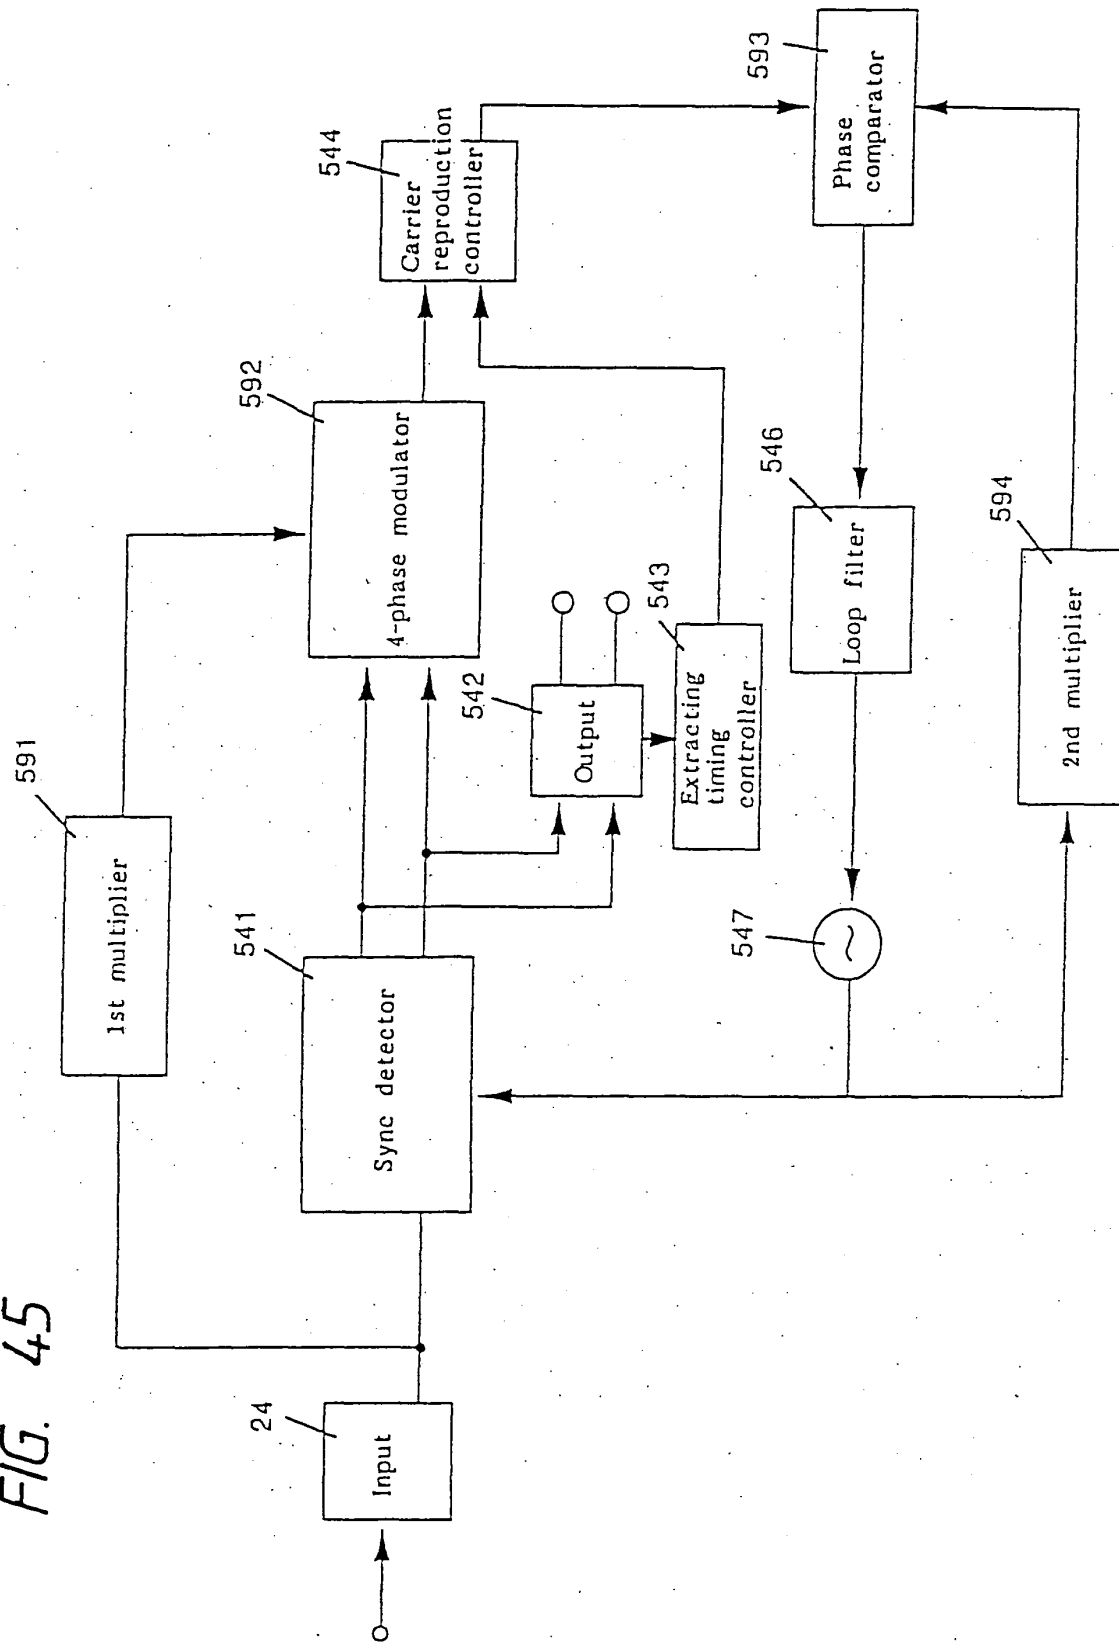 FIG. 45
591
1st multiplier
24
Input
541
Sync detector
592
4-phase modulator
544
Carrier
reproduction
controller
542
Output
543
Extracting
timing
controller
593
Phase
comparator
547
~
546
Loop filter
594
2nd multiplier